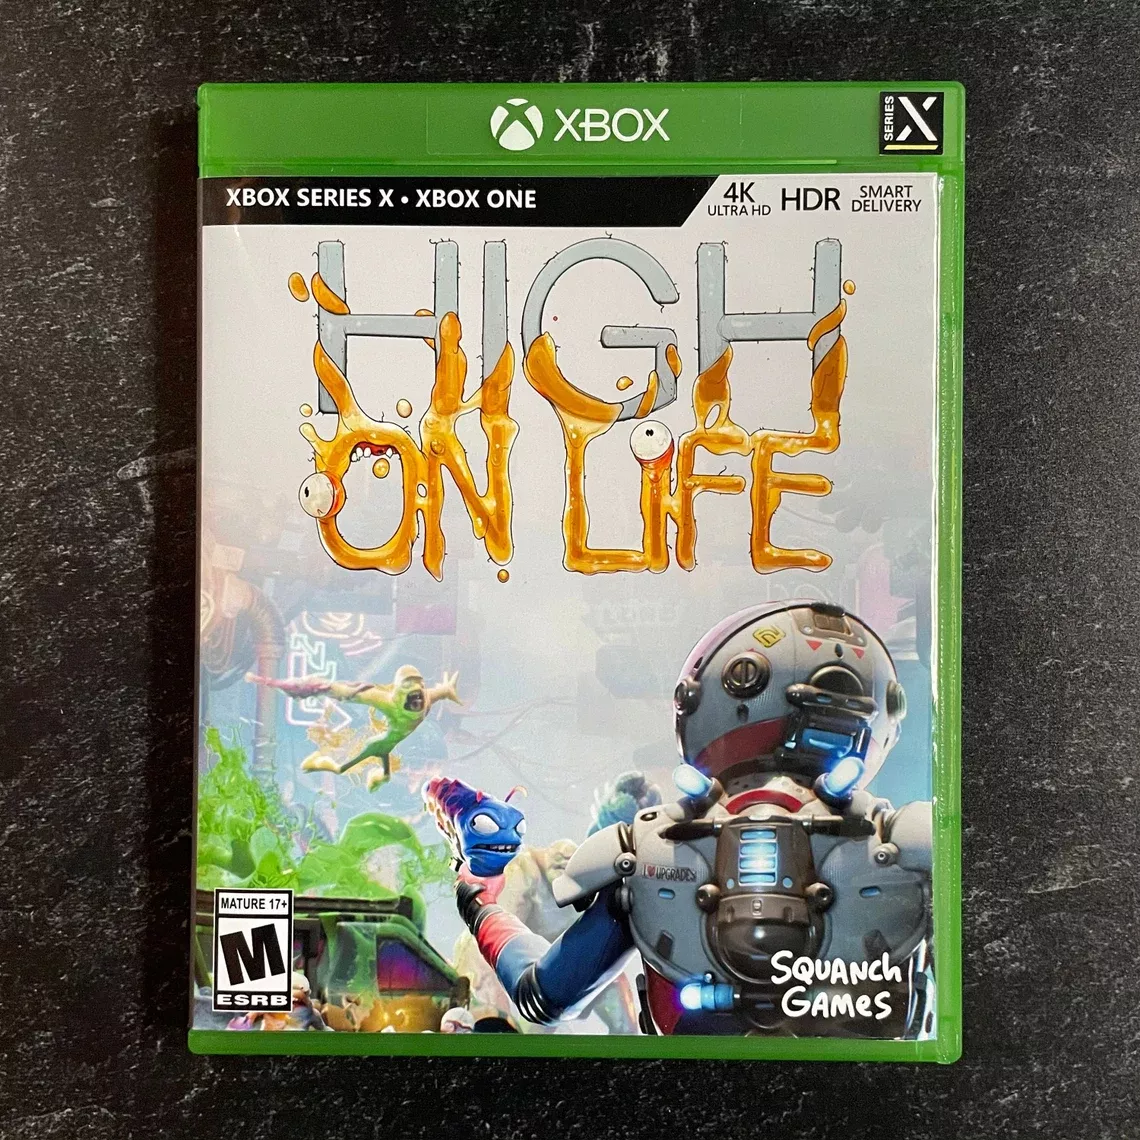 XBOX
SERIES X
XBOX SERIES X • XBOX ONE
4K
ULTRA HD
HDR
SMART
DELIVERY
HIGH
ON LIFE
I ♥ UPGRADES
MATURE 17+
M
ESRB
SQUANCH
GAMES